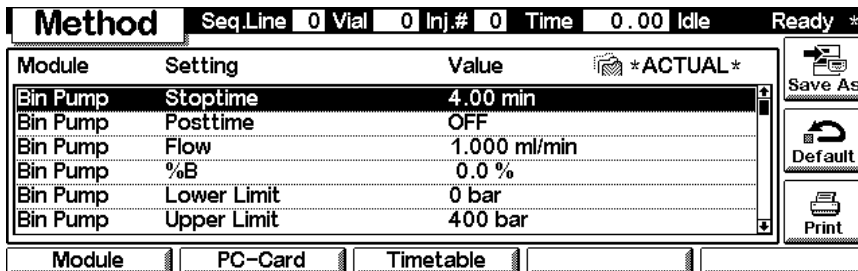 Method Seq.Line 0 Vial 0 Inj.# 0 Time 0.00 Idle Ready *
Module Setting Value *ACTUAL*
Save As
Bin Pump Stoptime 4.00 min
Bin Pump Posttime OFF
Bin Pump Flow 1.000 ml/min
Default
Bin Pump %B 0.0 %
Bin Pump Lower Limit 0 bar
Bin Pump Upper Limit 400 bar
Print
Module PC-Card Timetable